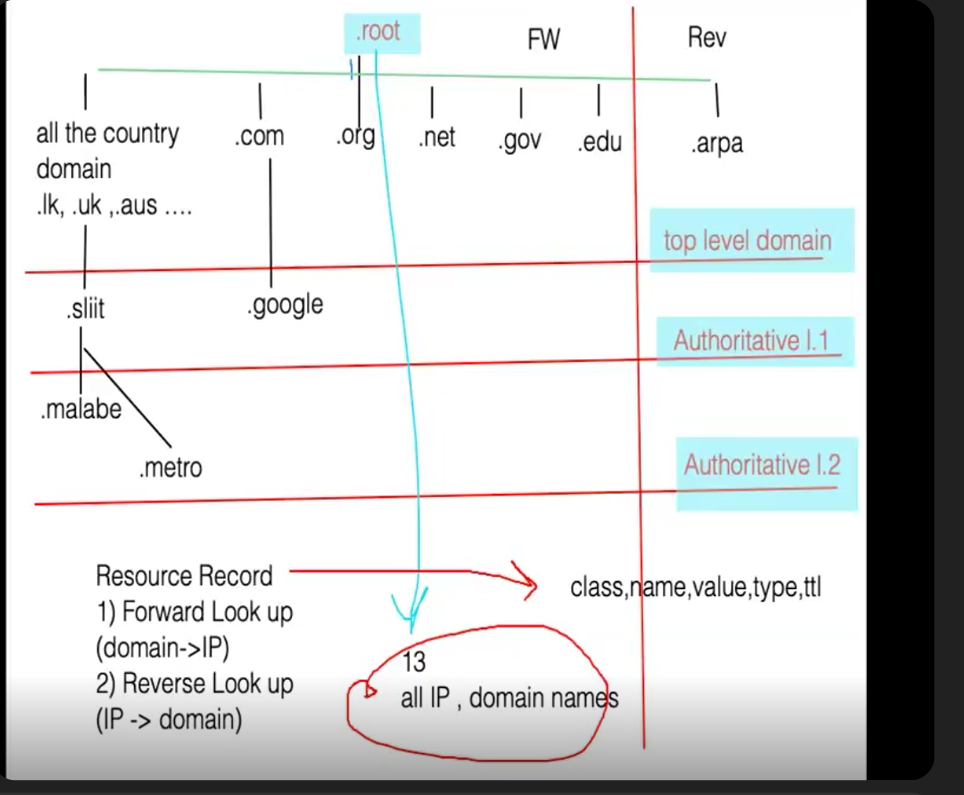 .root
FW
Rev
all the country
domain
.lk, .uk ,.aus ....
.com
.org
.net
.gov
.edu
.arpa
top level domain
.sliit
.google
Authoritative l.1
.malabe
.metro
Authoritative l.2
Resource Record
1) Forward Look up
(domain->IP)
2) Reverse Look up
(IP -> domain)
class,name,value,type,ttl
13
all IP , domain names